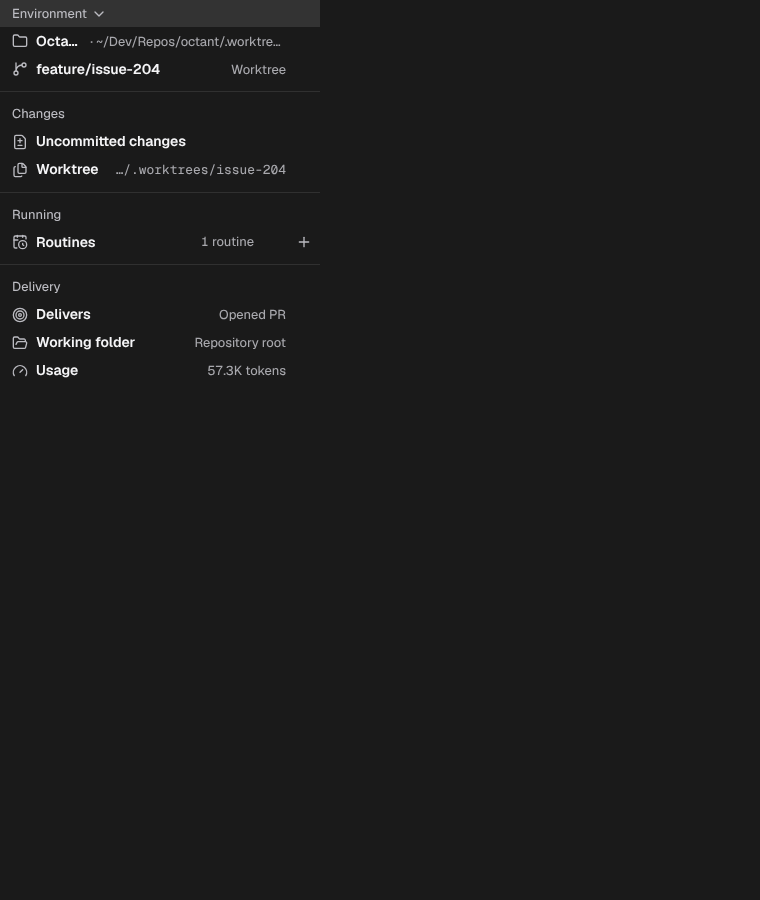 Environment
Octa... · ~/Dev/Repos/octant/.worktre...
feature/issue-204 Worktree
Changes
Uncommitted changes
Worktree …/.worktrees/issue-204
Running
Routines 1 routine +
Delivery
Delivers Opened PR
Working folder Repository root
Usage 57.3K tokens